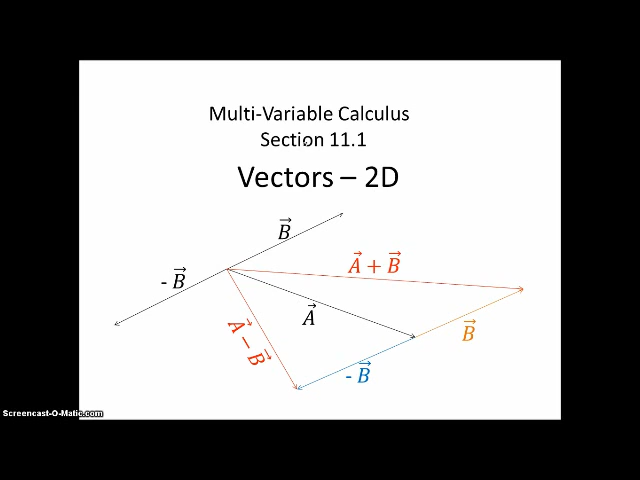 Multi-Variable Calculus
Section 11.1
Vectors – 2D
B⃗
A⃗ + B⃗
- B⃗
A⃗
A⃗ − B⃗
B⃗
- B⃗
Screencast-O-Matic.com